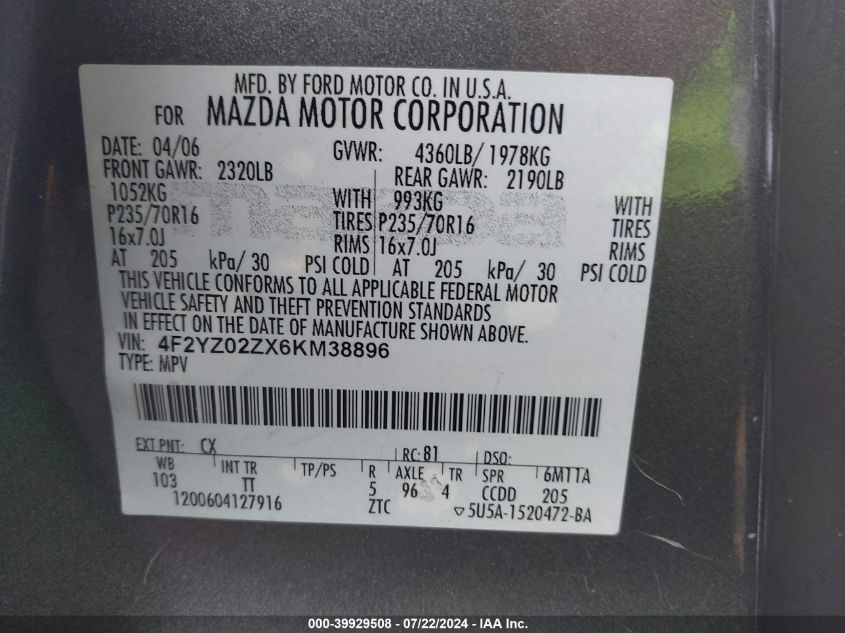 MFD. BY FORD MOTOR CO. IN U.S.A.
FOR MAZDA MOTOR CORPORATION
DATE: 04/06 GVWR: 4360LB/ 1978KG
FRONT GAWR: 2320LB REAR GAWR: 2190LB
1052KG WITH 993KG WITH
P235/70R16 TIRES P235/70R16 TIRES
16x7.0J RIMS 16x7.0J RIMS
AT 205 kPa/ 30 PSI COLD AT 205 kPa/ 30 PSI COLD
THIS VEHICLE CONFORMS TO ALL APPLICABLE FEDERAL MOTOR
VEHICLE SAFETY AND THEFT PREVENTION STANDARDS
IN EFFECT ON THE DATE OF MANUFACTURE SHOWN ABOVE.
VIN: 4F2YZ02ZX6KM38896
TYPE: MPV
EXT PNT: CX RC: 81 DSO:
WB INT TR TP/PS R AXLE TR SPR 6M11A
103 TT 5 96 4 CCDD 205
1200604127916 ZTC ▽5U5A-1520472-BA
000-39929508 - 07/22/2024 - IAA Inc.